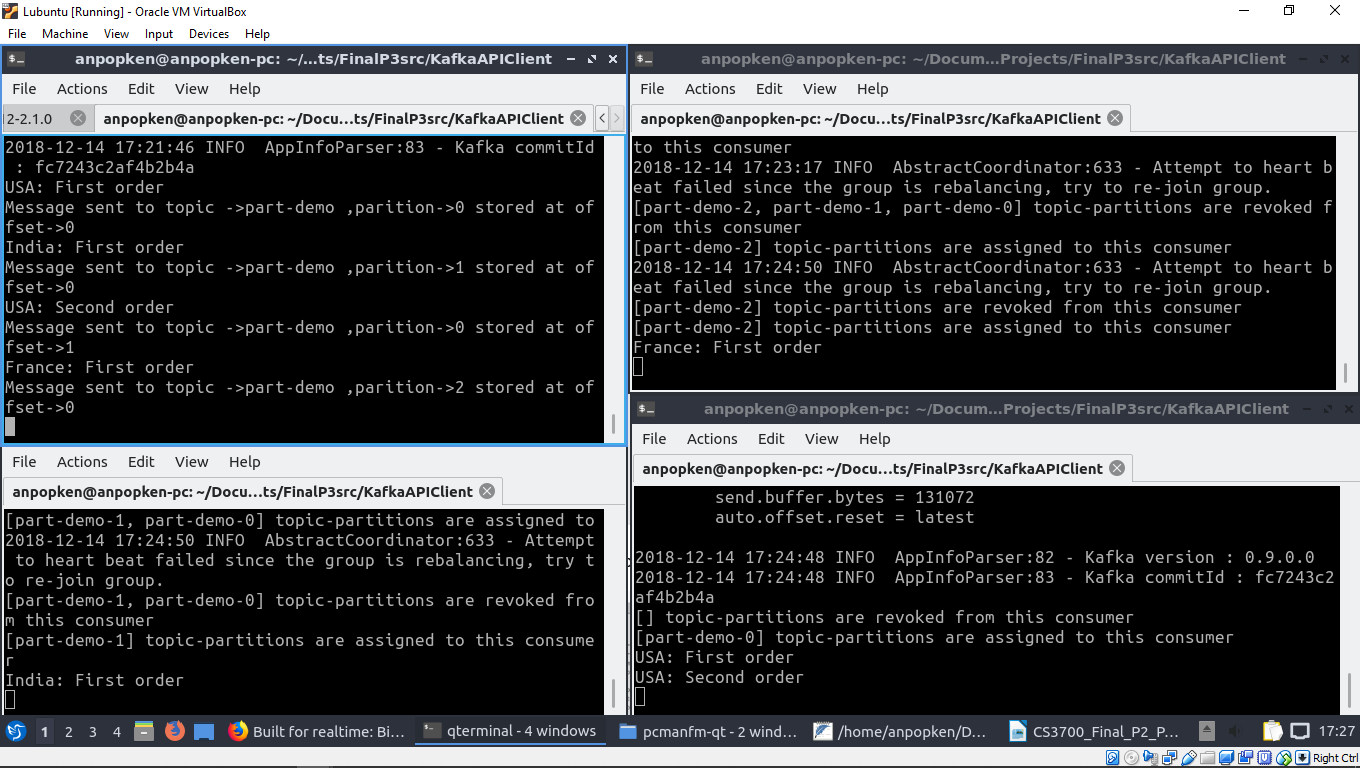 Lubuntu [Running] - Oracle VM VirtualBox
File Machine View Input Devices Help
anpopken@anpopken-pc: ~/...ts/FinalP3src/KafkaAPIClient
File Actions Edit View Help
2-2.1.0 anpopken@anpopken-pc: ~/Docu...ts/FinalP3src/KafkaAPIClient
2018-12-14 17:21:46 INFO  AppInfoParser:83 - Kafka commitId
 : fc7243c2af4b2b4a
USA: First order
Message sent to topic ->part-demo ,parition->0 stored at of
fset->0
India: First order
Message sent to topic ->part-demo ,parition->1 stored at of
fset->0
USA: Second order
Message sent to topic ->part-demo ,parition->0 stored at of
fset->1
France: First order
Message sent to topic ->part-demo ,parition->2 stored at of
fset->0
anpopken@anpopken-pc: ~/Docum...Projects/FinalP3src/KafkaAPIClient
File Actions Edit View Help
anpopken@anpopken-pc: ~/Docu...ts/FinalP3src/KafkaAPIClient
to this consumer
2018-12-14 17:23:17 INFO  AbstractCoordinator:633 - Attempt to heart b
eat failed since the group is rebalancing, try to re-join group.
[part-demo-2, part-demo-1, part-demo-0] topic-partitions are revoked f
rom this consumer
[part-demo-2] topic-partitions are assigned to this consumer
2018-12-14 17:24:50 INFO  AbstractCoordinator:633 - Attempt to heart b
eat failed since the group is rebalancing, try to re-join group.
[part-demo-2] topic-partitions are revoked from this consumer
[part-demo-2] topic-partitions are assigned to this consumer
France: First order
File Actions Edit View Help
anpopken@anpopken-pc: ~/Docu...ts/FinalP3src/KafkaAPIClient
[part-demo-1, part-demo-0] topic-partitions are assigned to
2018-12-14 17:24:50 INFO  AbstractCoordinator:633 - Attempt
 to heart beat failed since the group is rebalancing, try t
o re-join group.
[part-demo-1, part-demo-0] topic-partitions are revoked fro
m this consumer
[part-demo-1] topic-partitions are assigned to this consume
r
India: First order
anpopken@anpopken-pc: ~/Docum...Projects/FinalP3src/KafkaAPIClient
File Actions Edit View Help
anpopken@anpopken-pc: ~/Docu...ts/FinalP3src/KafkaAPIClient
send.buffer.bytes = 131072
auto.offset.reset = latest
2018-12-14 17:24:48 INFO  AppInfoParser:82 - Kafka version : 0.9.0.0
2018-12-14 17:24:48 INFO  AppInfoParser:83 - Kafka commitId : fc7243c2
af4b2b4a
[] topic-partitions are revoked from this consumer
[part-demo-0] topic-partitions are assigned to this consumer
USA: First order
USA: Second order
1 2 3 4 Built for realtime: Bi... qterminal - 4 windows pcmanfm-qt - 2 wind... /home/anpopken/D... CS3700_Final_P2_P... 17:27
Right Ctrl